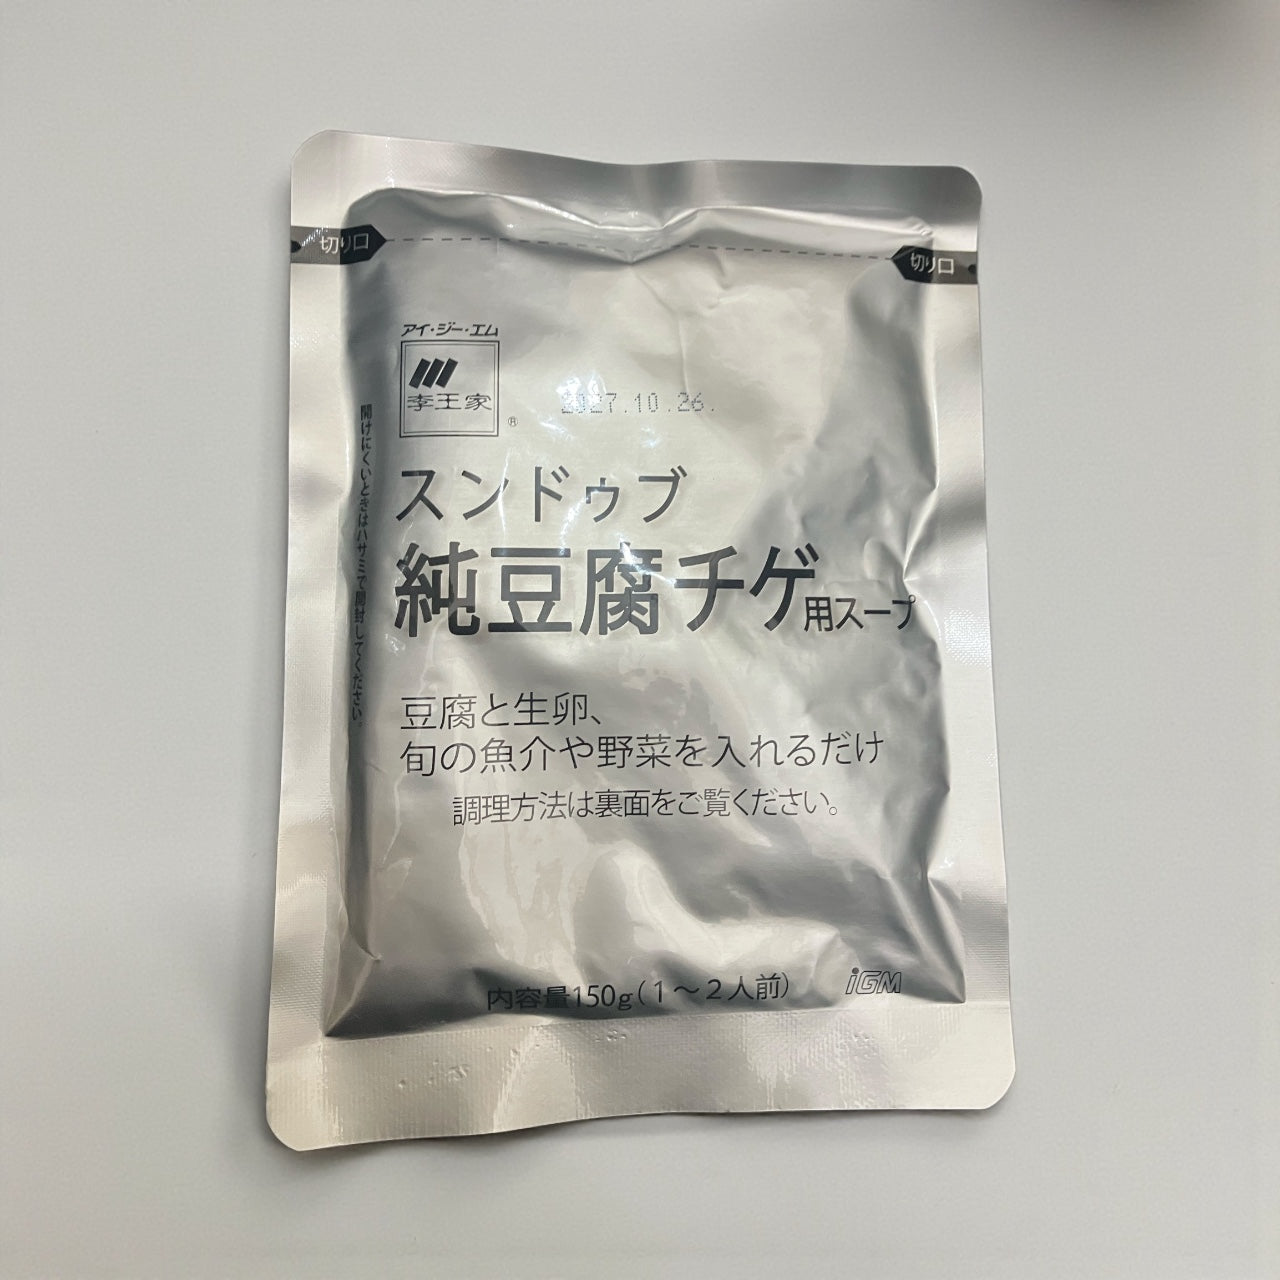 切り口
切り口
アイ・ジー・エム
李王家
®
2027.10.26.
開けにくいときはハサミで開封してください。
スンドゥブ
純豆腐チゲ用スープ
豆腐と生卵、
旬の魚介や野菜を入れるだけ
調理方法は裏面をご覧ください。
内容量150g(1～2人前)
iGM